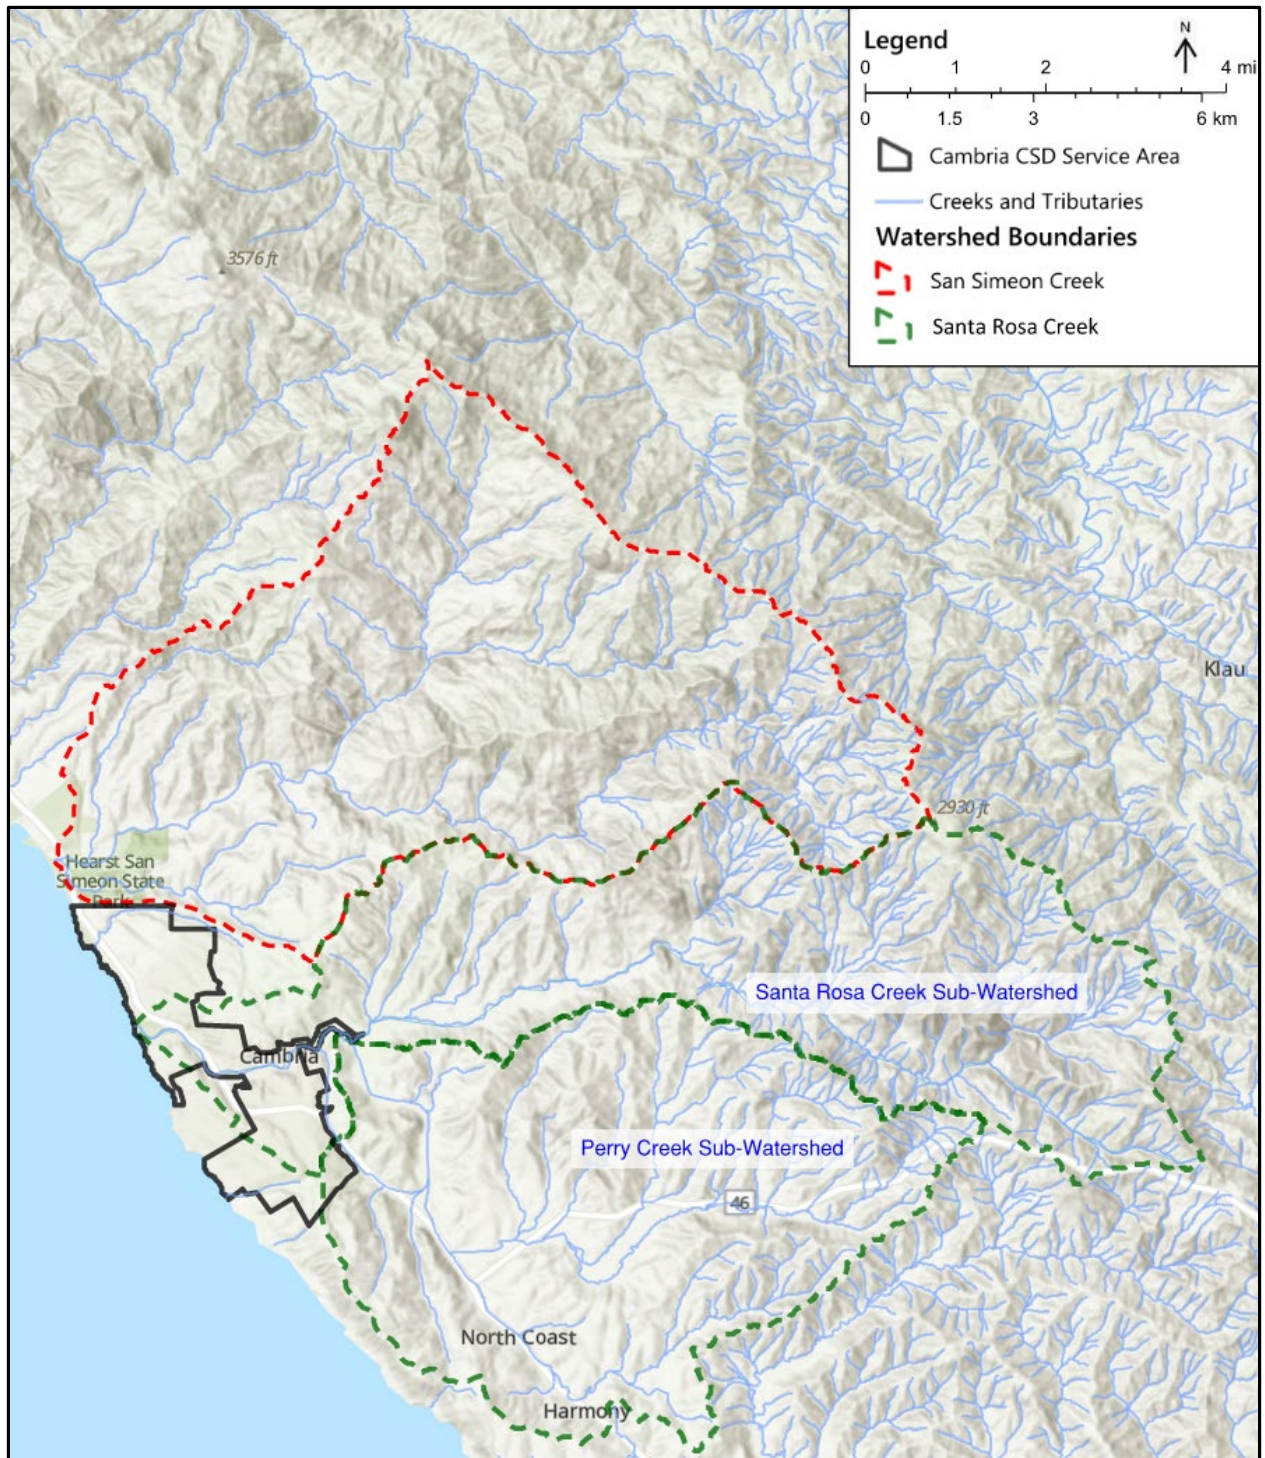 Legend
N
0 1 2 4 mi
0 1.5 3 6 km
Cambria CSD Service Area
Creeks and Tributaries
Watershed Boundaries
San Simeon Creek
Santa Rosa Creek
3576 ft
Klau
2930 ft
Hearst San
Simeon State
Park
Santa Rosa Creek Sub-Watershed
Cambria
Perry Creek Sub-Watershed
46
North Coast
Harmony